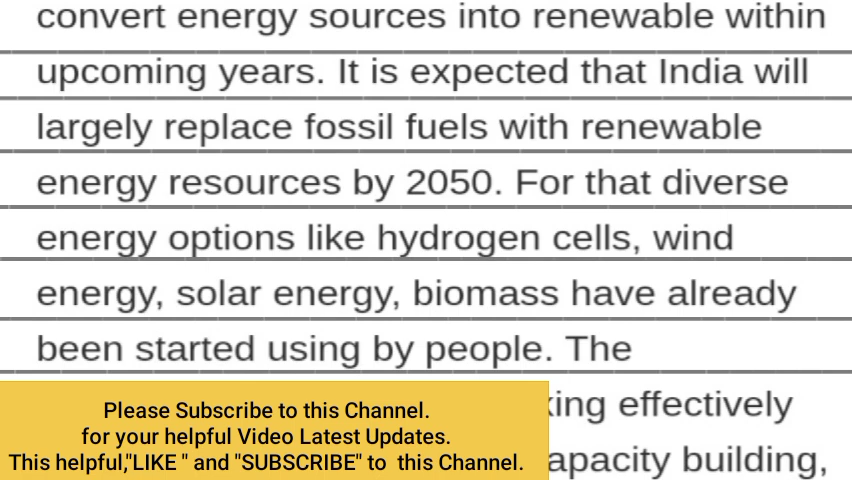 convert energy sources into renewable within
upcoming years. It is expected that India will
largely replace fossil fuels with renewable
energy resources by 2050. For that diverse
energy options like hydrogen cells, wind
energy, solar energy, biomass have already
been started using by people. The
effectively
building,
Please Subscribe to this Channel.
for your helpful Video Latest Updates.
This helpful,"LIKE " and "SUBSCRIBE" to this Channel.